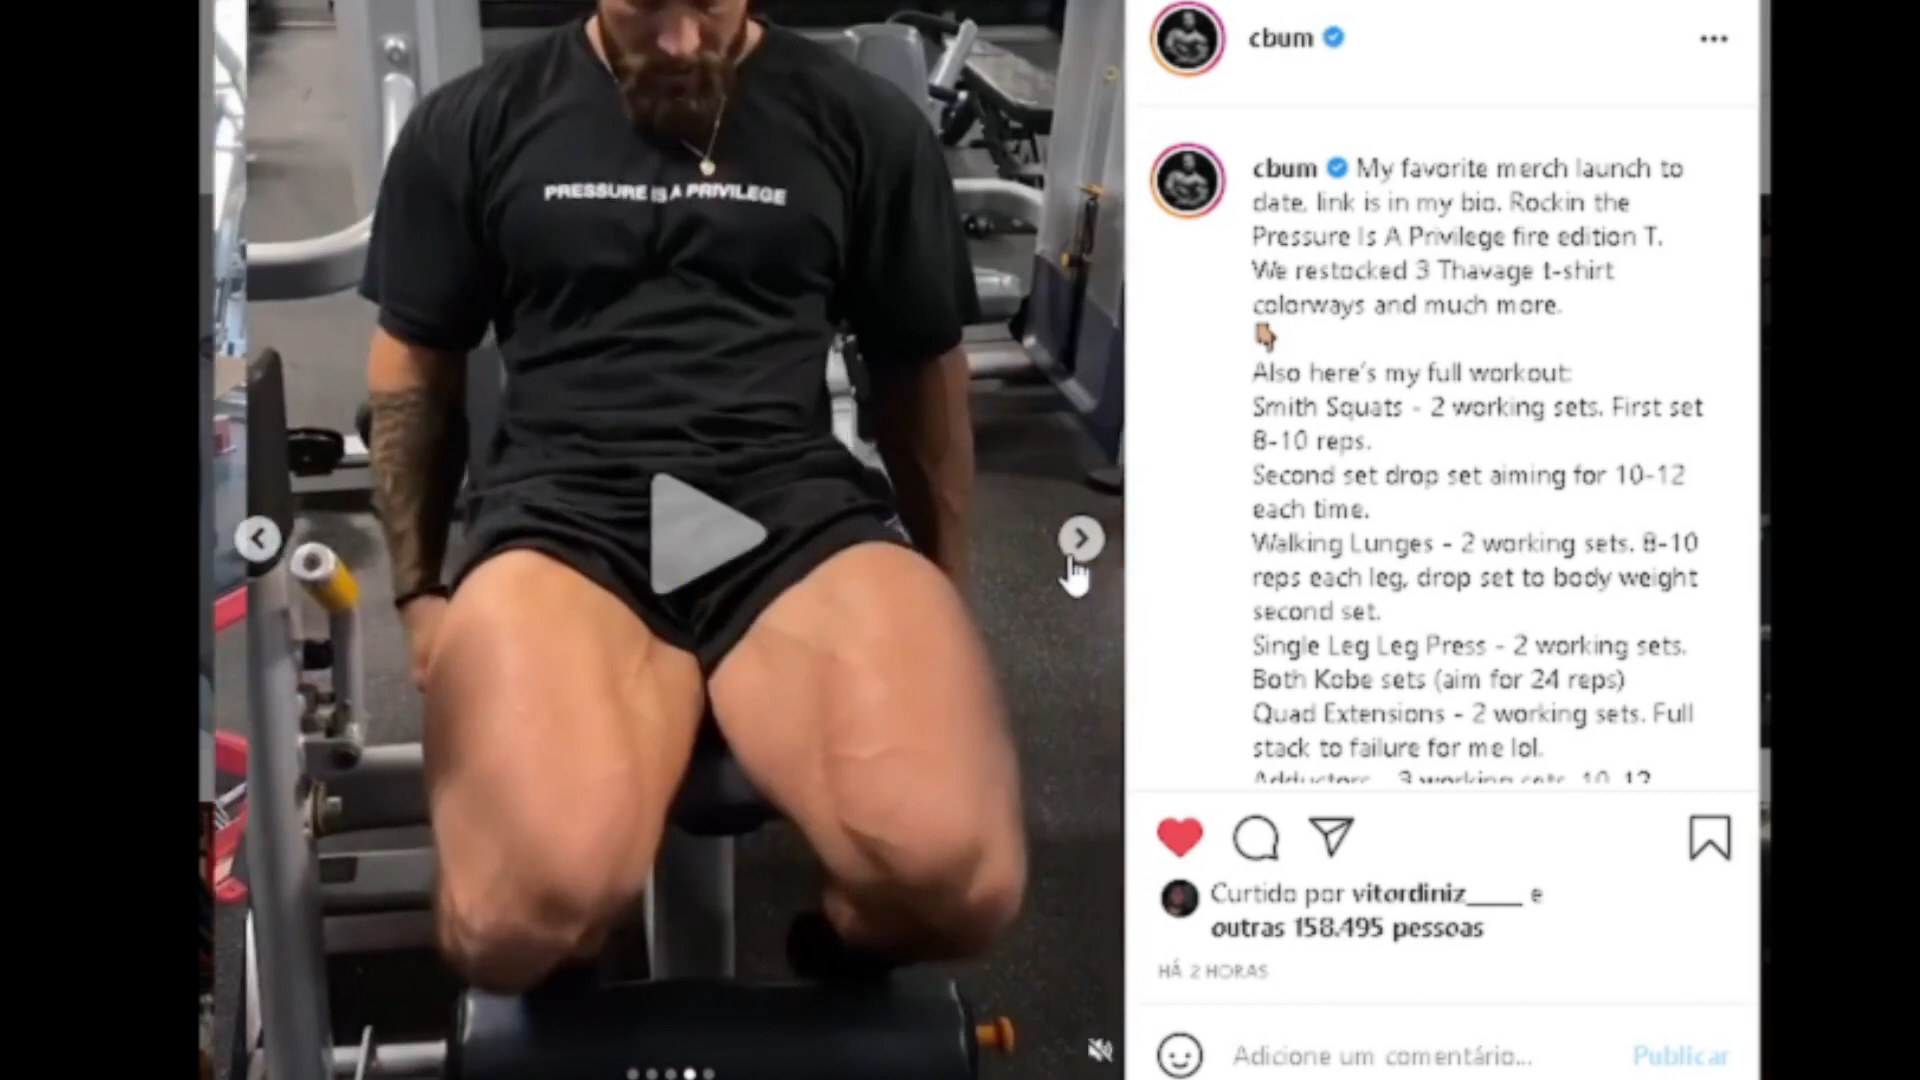 PRESSURE IS A PRIVILEGE
cbum
cbum My favorite merch launch to
date, link is in my bio. Rockin the
Pressure Is A Privilege fire edition T.
We restocked 3 Thavage t-shirt
colorways and much more.
Also here's my full workout:
Smith Squats - 2 working sets. First set
8-10 reps.
Second set drop set aiming for 10-12
each time.
Walking Lunges - 2 working sets. 8-10
reps each leg, drop set to body weight
second set.
Single Leg Leg Press - 2 working sets.
Both Kobe sets (aim for 24 reps)
Quad Extensions - 2 working sets. Full
stack to failure for me lol.
Adductors - 3 working sets. 10-12
Curtido por vitordiniz____ e
outras 158.495 pessoas
HÁ 2 HORAS
Adicione um comentário...
Publicar